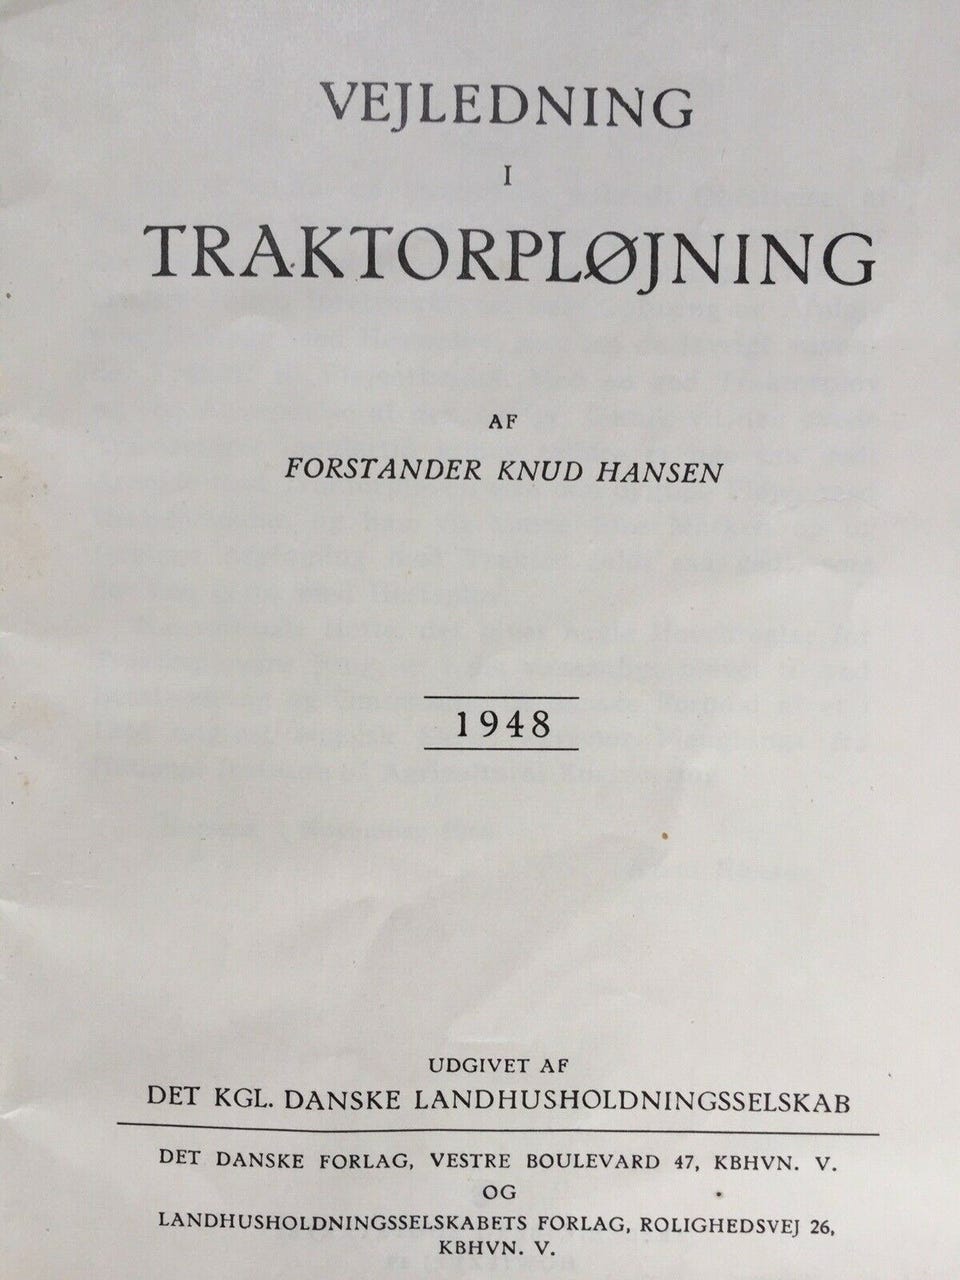 VEJLEDNING
I
TRAKTORPLØJNING
AF
FORSTANDER KNUD HANSEN
1948
UDGIVET AF
DET KGL. DANSKE LANDHUSHOLDNINGSSELSKAB
DET DANSKE FORLAG, VESTRE BOULEVARD 47, KBHVN. V.
OG
LANDHUSHOLDNINGSSELSKABETS FORLAG, ROLIGHEDSVEJ 26,
KBHVN. V.